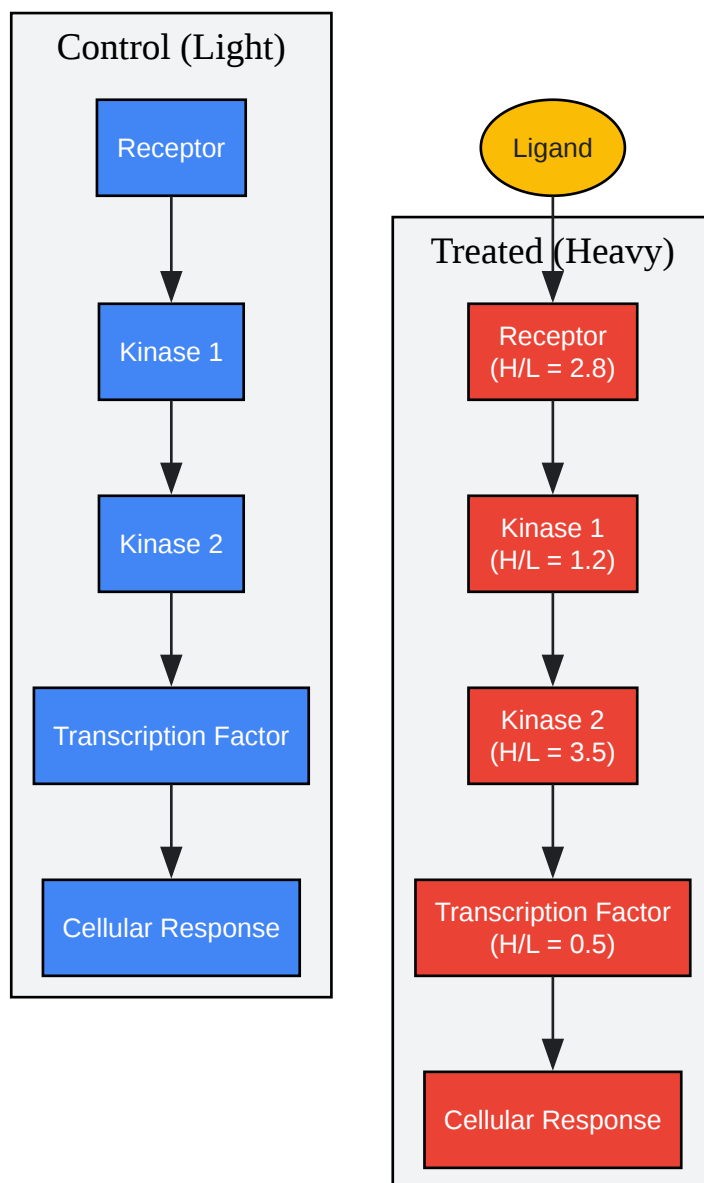 Control (Light)
Receptor
Kinase 1
Kinase 2
Transcription Factor
Cellular Response
Ligand
Treated (Heavy)
Receptor
(H/L = 2.8)
Kinase 1
(H/L = 1.2)
Kinase 2
(H/L = 3.5)
Transcription Factor
(H/L = 0.5)
Cellular Response